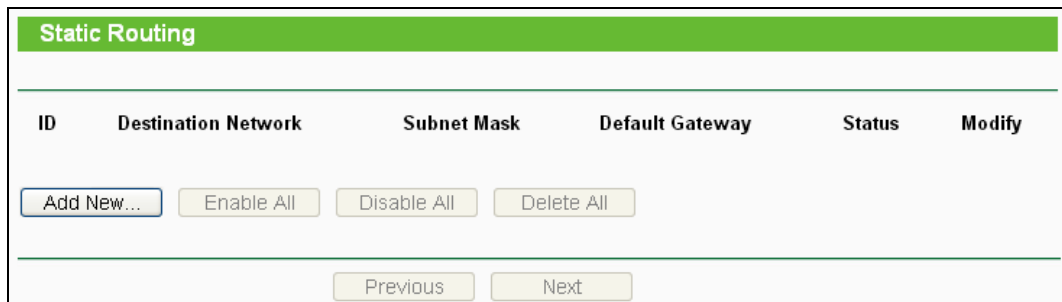 Static Routing
ID Destination Network Subnet Mask Default Gateway Status Modify
Add New... Enable All Disable All Delete All
Previous Next